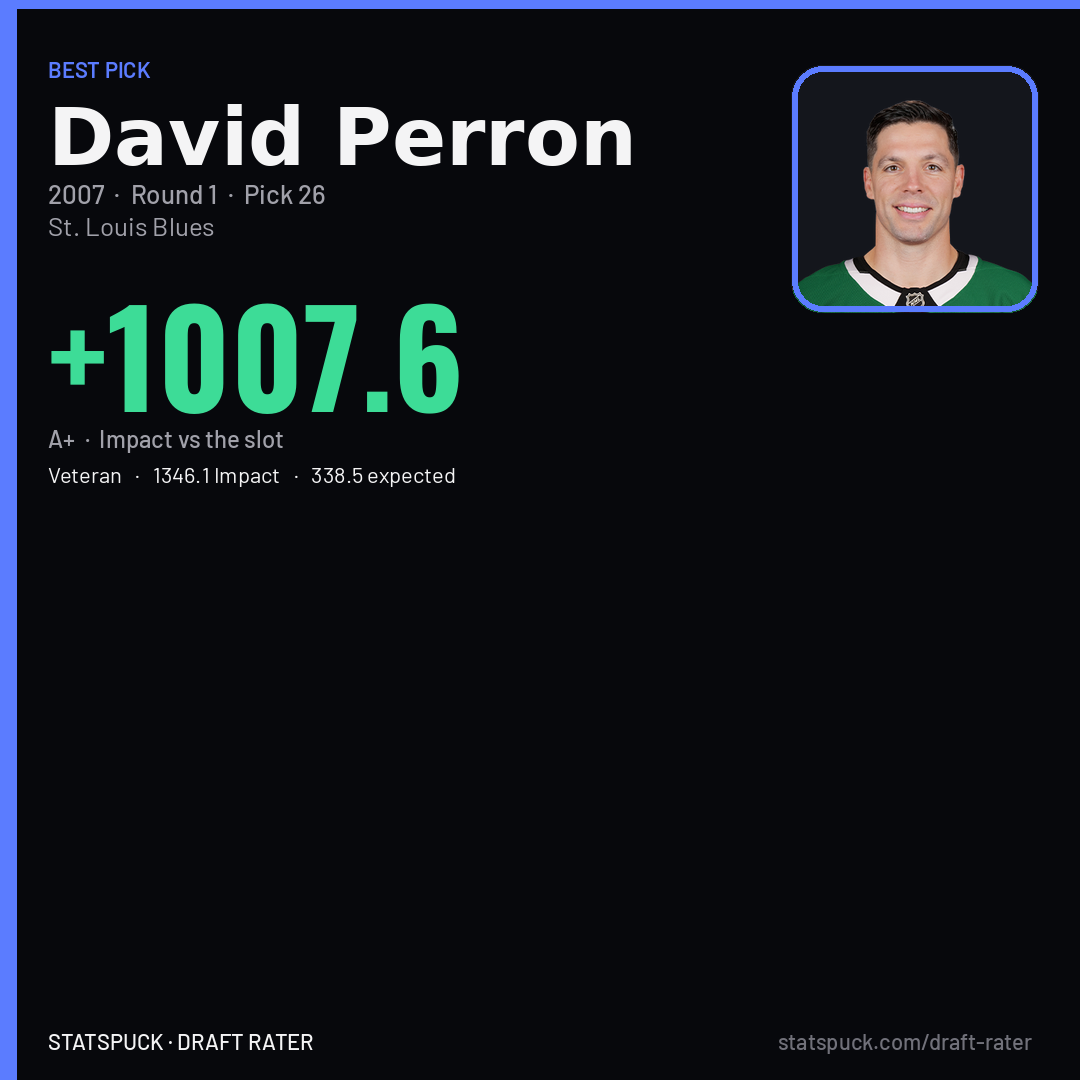 BEST PICK
David Perron
2007 · Round 1 · Pick 26
St. Louis Blues
+1007.6
A+ · Impact vs the slot
Veteran · 1346.1 Impact · 338.5 expected
STATSPUCK · DRAFT RATER
statspuck.com/draft-rater